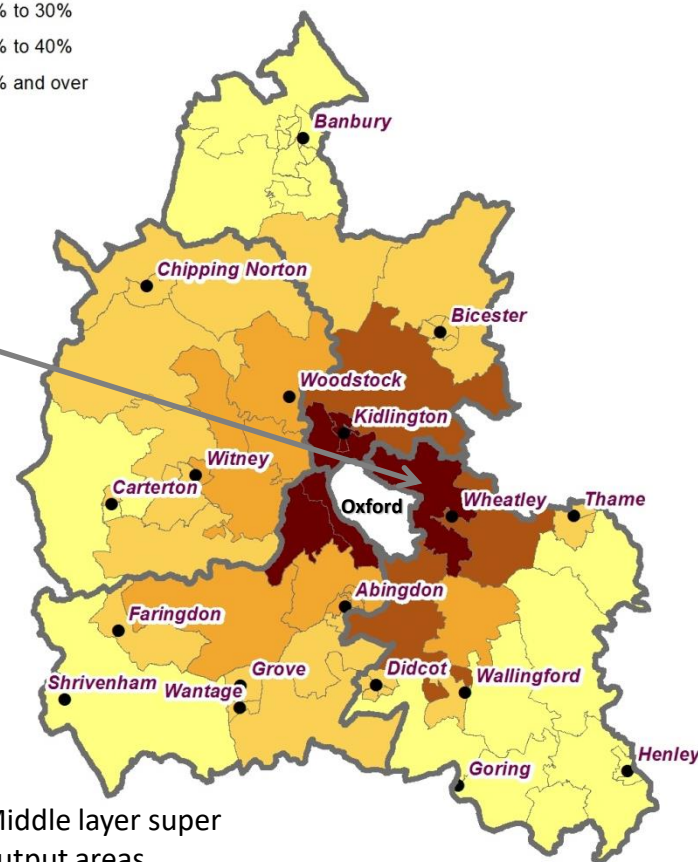 % to 30%
% to 40%
% and over
Banbury
Chipping Norton
Bicester
Woodstock
Kidlington
Witney
Carterton
Oxford
Wheatley
Thame
Abingdon
Faringdon
Grove
Didcot
Shrivenham
Wantage
Wallingford
Goring
Henley
Middle layer super
utput areas